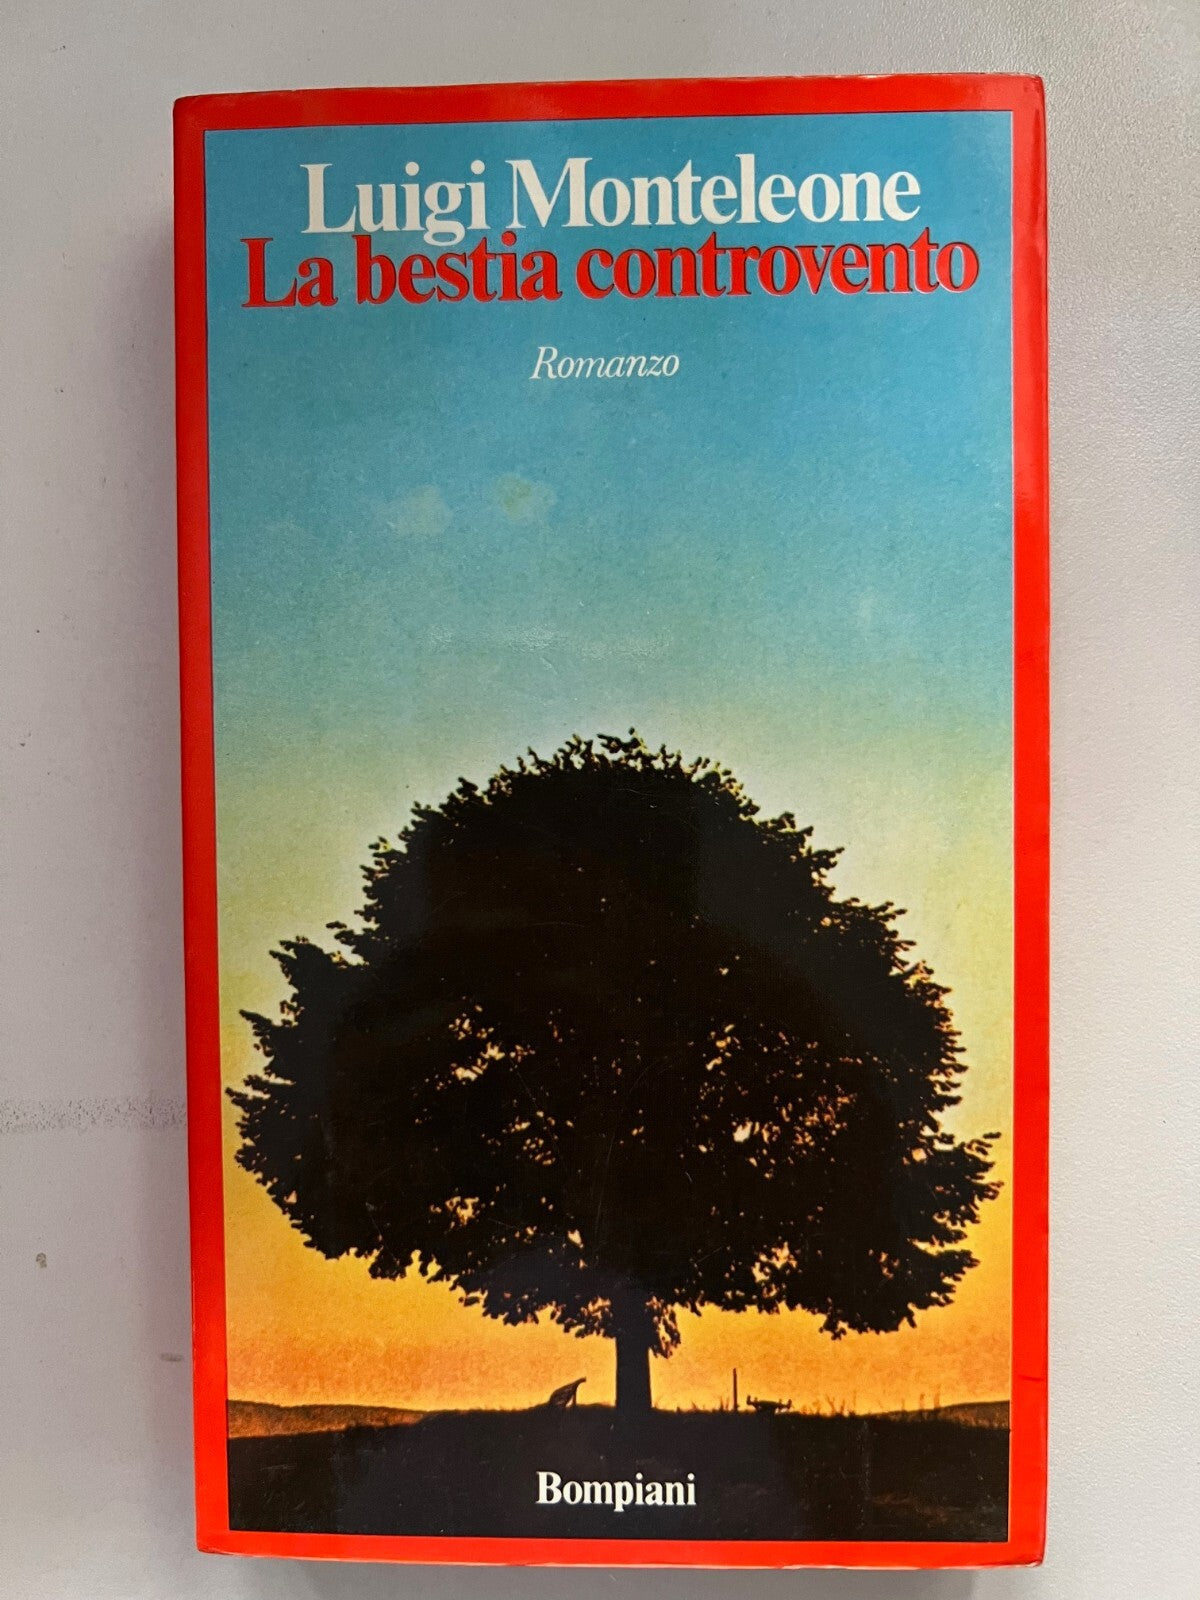 Luigi Monteleone
La bestia controvento
Romanzo
Bompiani